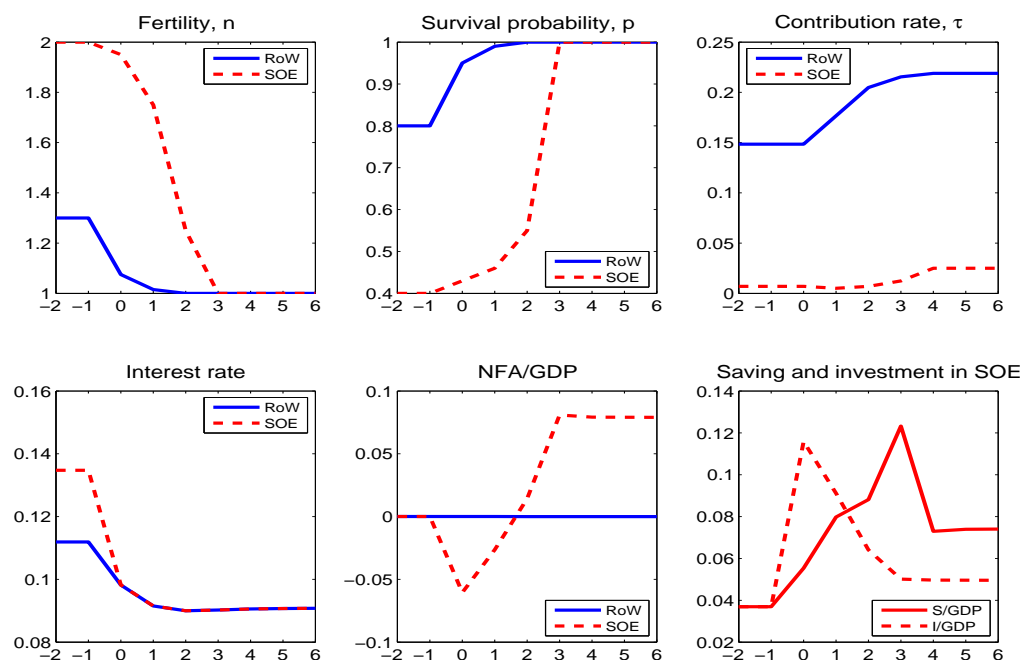 Fertility, n
2
1.8
1.6
1.4
1.2
1
−2 −1 0 1 2 3 4 5 6
RoW
SOE
Survival probability, p
1
0.9
0.8
0.7
0.6
0.5
0.4
−2 −1 0 1 2 3 4 5 6
RoW
SOE
Contribution rate, τ
0.25
0.2
0.15
0.1
0.05
0
−2 −1 0 1 2 3 4 5 6
RoW
SOE
Interest rate
0.16
0.14
0.12
0.1
0.08
−2 −1 0 1 2 3 4 5 6
RoW
SOE
NFA/GDP
0.1
0.05
0
−0.05
−0.1
−2 −1 0 1 2 3 4 5 6
RoW
SOE
Saving and investment in SOE
0.14
0.12
0.1
0.08
0.06
0.04
0.02
−2 −1 0 1 2 3 4 5 6
S/GDP
I/GDP